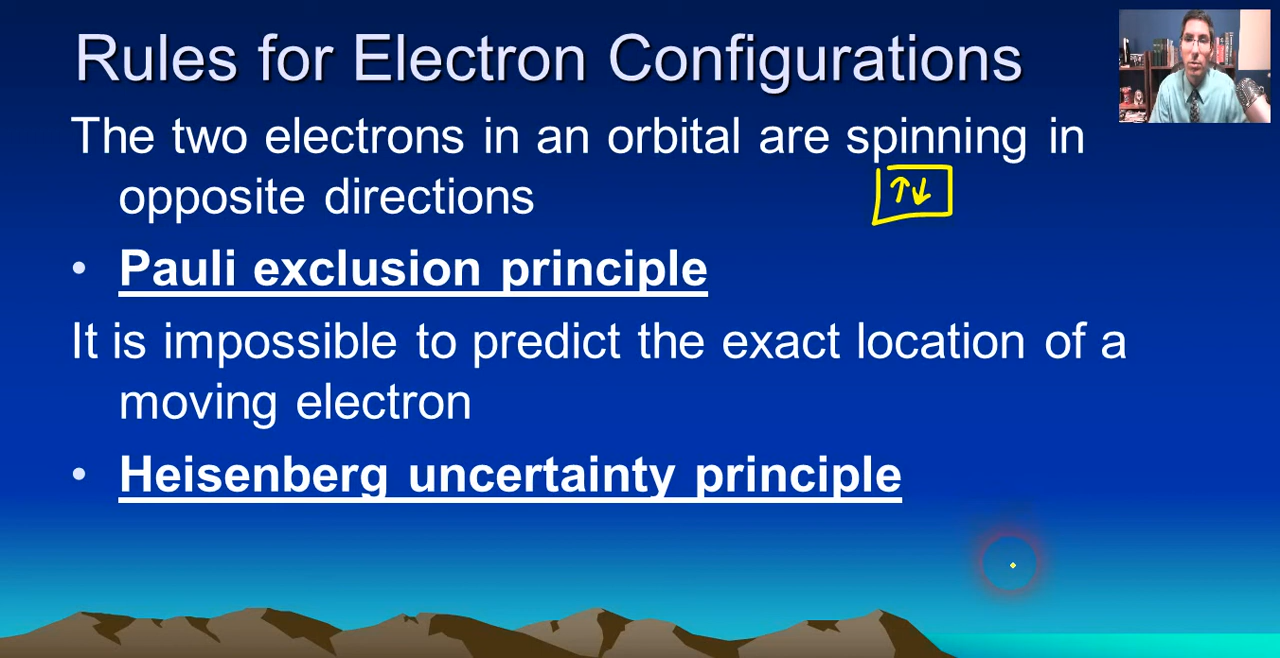 Rules for Electron Configurations
The two electrons in an orbital are spinning in
opposite directions
↑↓
• Pauli exclusion principle
It is impossible to predict the exact location of a
moving electron
• Heisenberg uncertainty principle